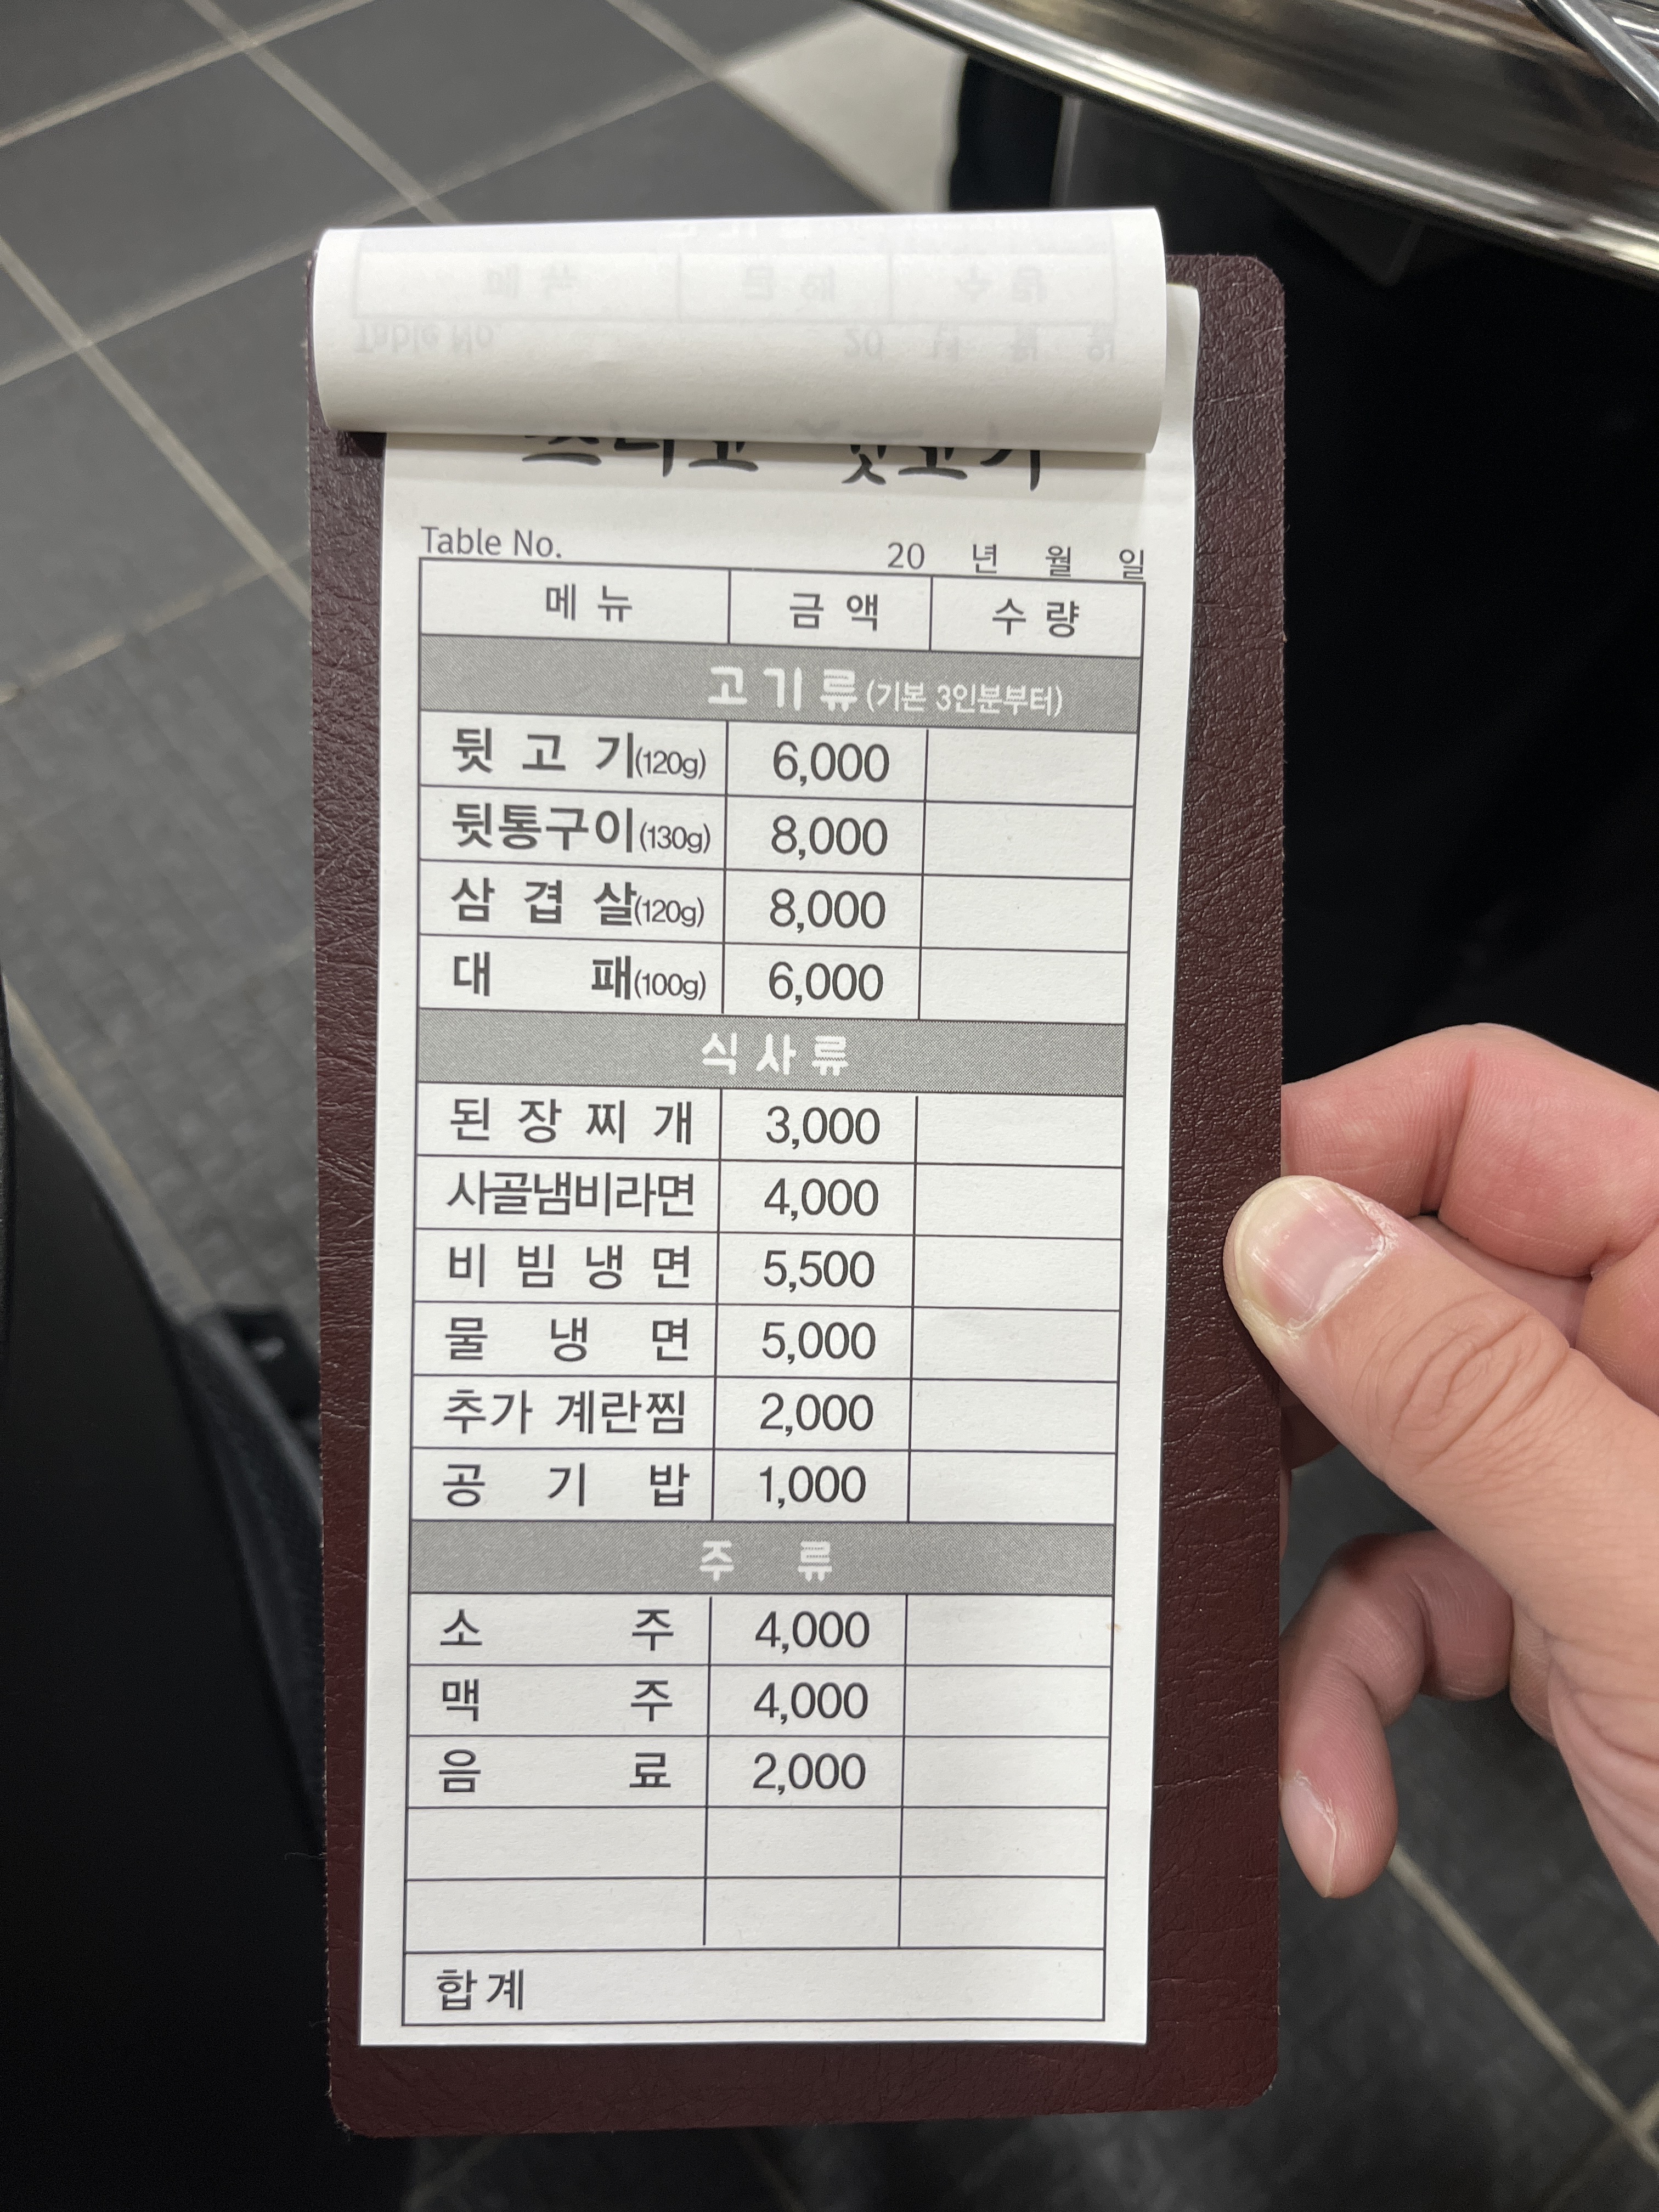 Table No. 20 년 월 일
메 뉴 금 액 수 량
고기류 (기본 3인분부터)
뒷 고 기(120g) 6,000
뒷통구이(130g) 8,000
삼 겹 살(120g) 8,000
대 패(100g) 6,000
식사류
된 장 찌 개 3,000
사골냄비라면 4,000
비 빔 냉 면 5,500
물 냉 면 5,000
추가 계란찜 2,000
공 기 밥 1,000
주 류
소 주 4,000
맥 주 4,000
음 료 2,000
합 계